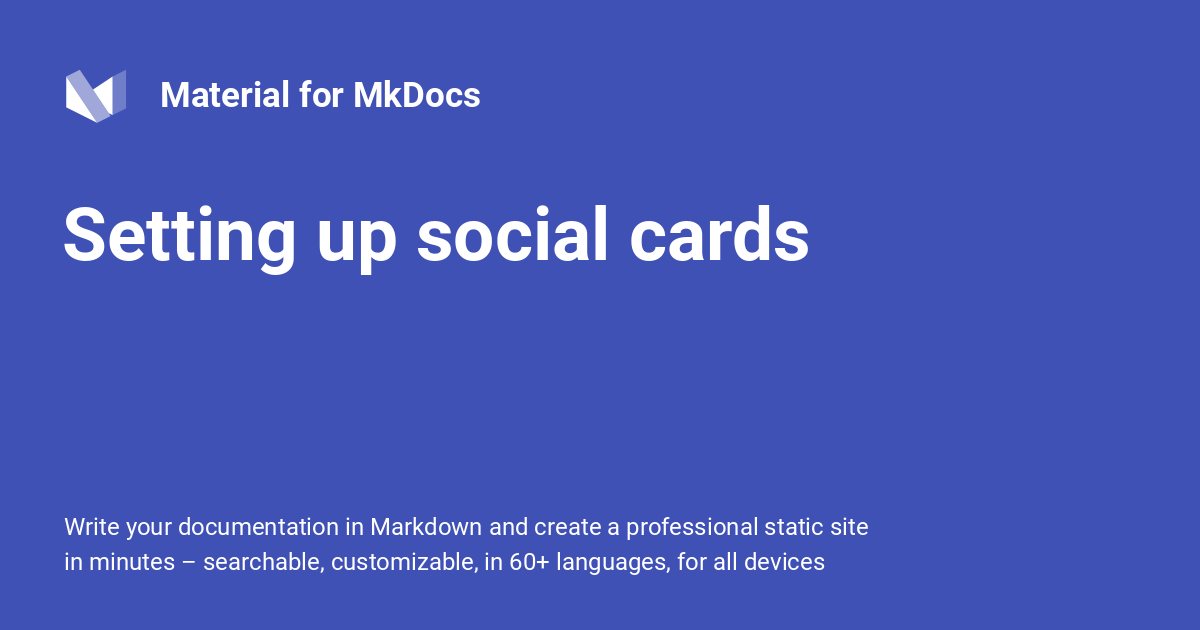 Material for MkDocs
Setting up social cards
Write your documentation in Markdown and create a professional static site
in minutes – searchable, customizable, in 60+ languages, for all devices